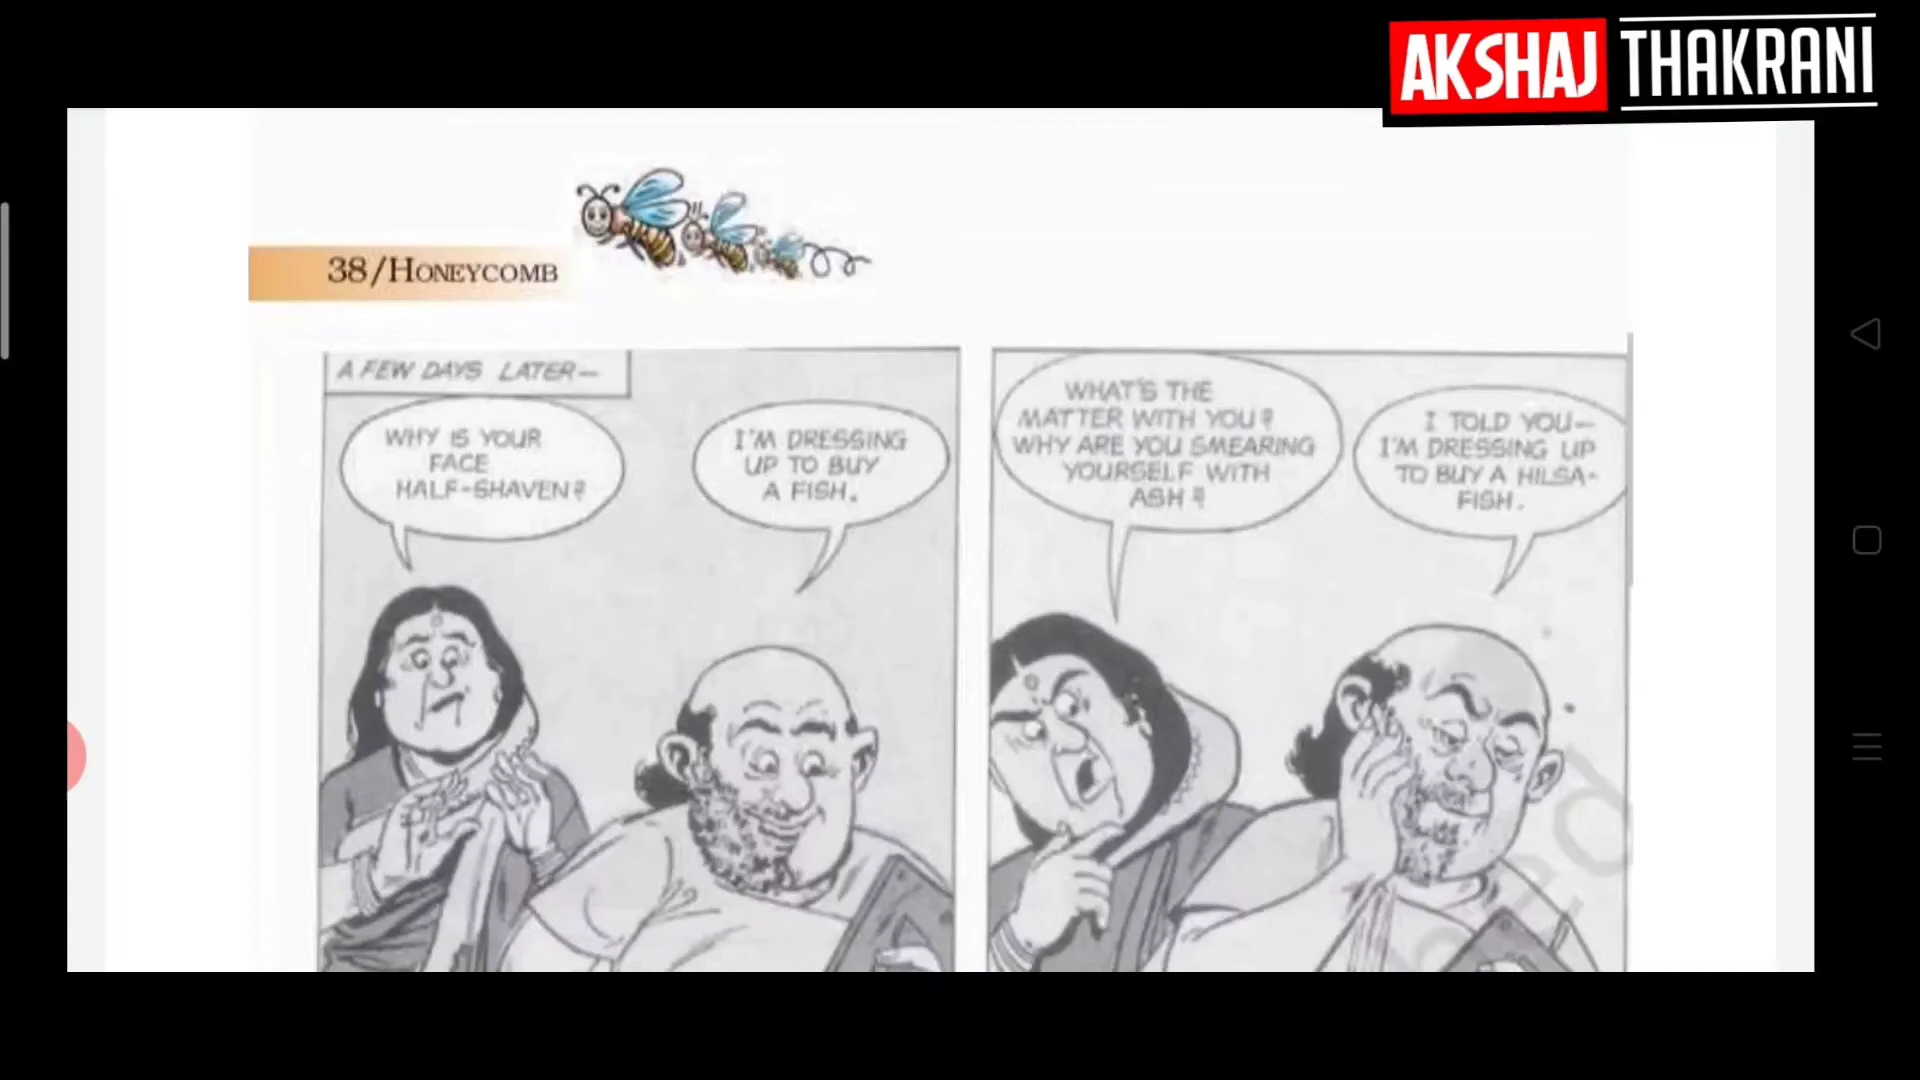 AKSHAJ THAKRANI
38/HONEYCOMB
A FEW DAYS LATER—
WHY IS YOUR
FACE
HALF-SHAVEN?
I'M DRESSING
UP TO BUY
A FISH.
WHAT'S THE
MATTER WITH YOU?
WHY ARE YOU SMEARING
YOURSELF WITH
ASH?
I TOLD YOU—
I'M DRESSING UP
TO BUY A HILSA-
FISH.